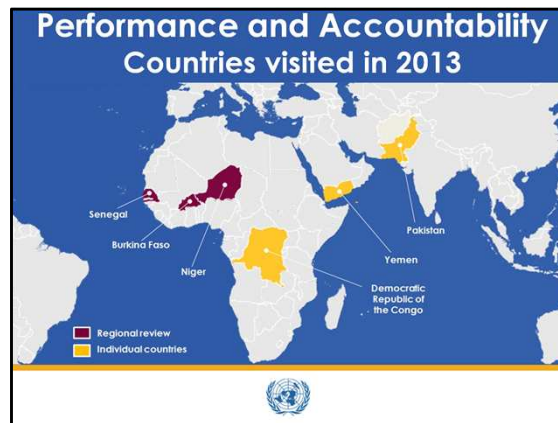 Performance and Accountability
Countries visited in 2013
Senegal
Burkina Faso
Niger
Pakistan
Yemen
Democratic
Republic of
the Congo
Regional review
Individual countries